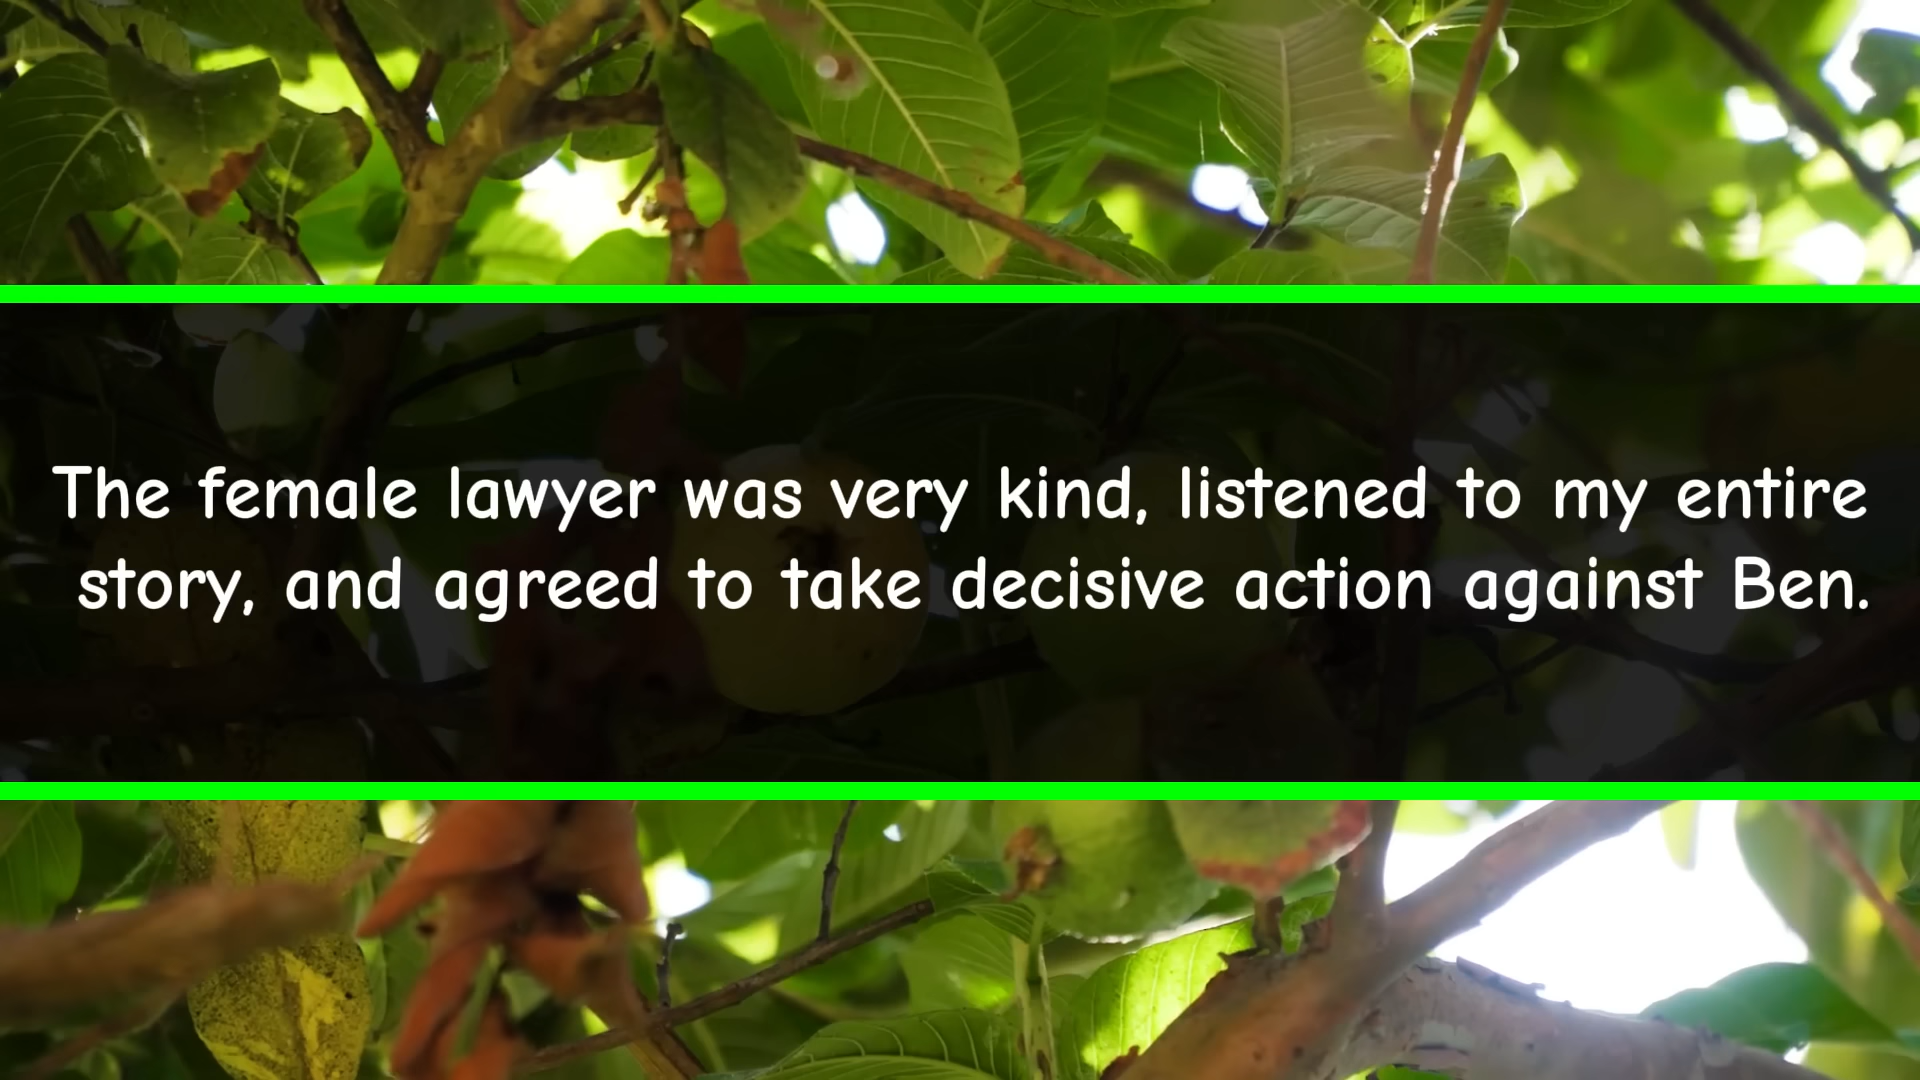 The female lawyer was very kind, listened to my entire
story, and agreed to take decisive action against Ben.